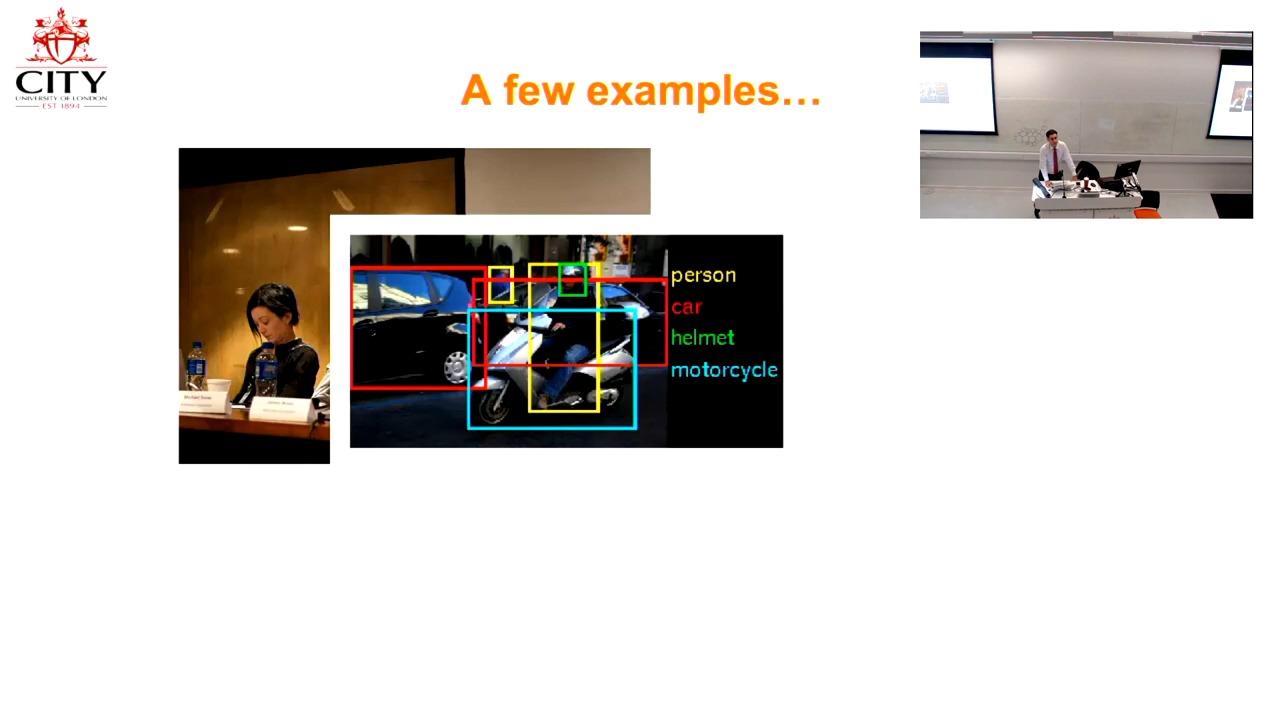 CITY
UNIVERSITY OF LONDON
EST 1894
A few examples...
person
car
helmet
motorcycle